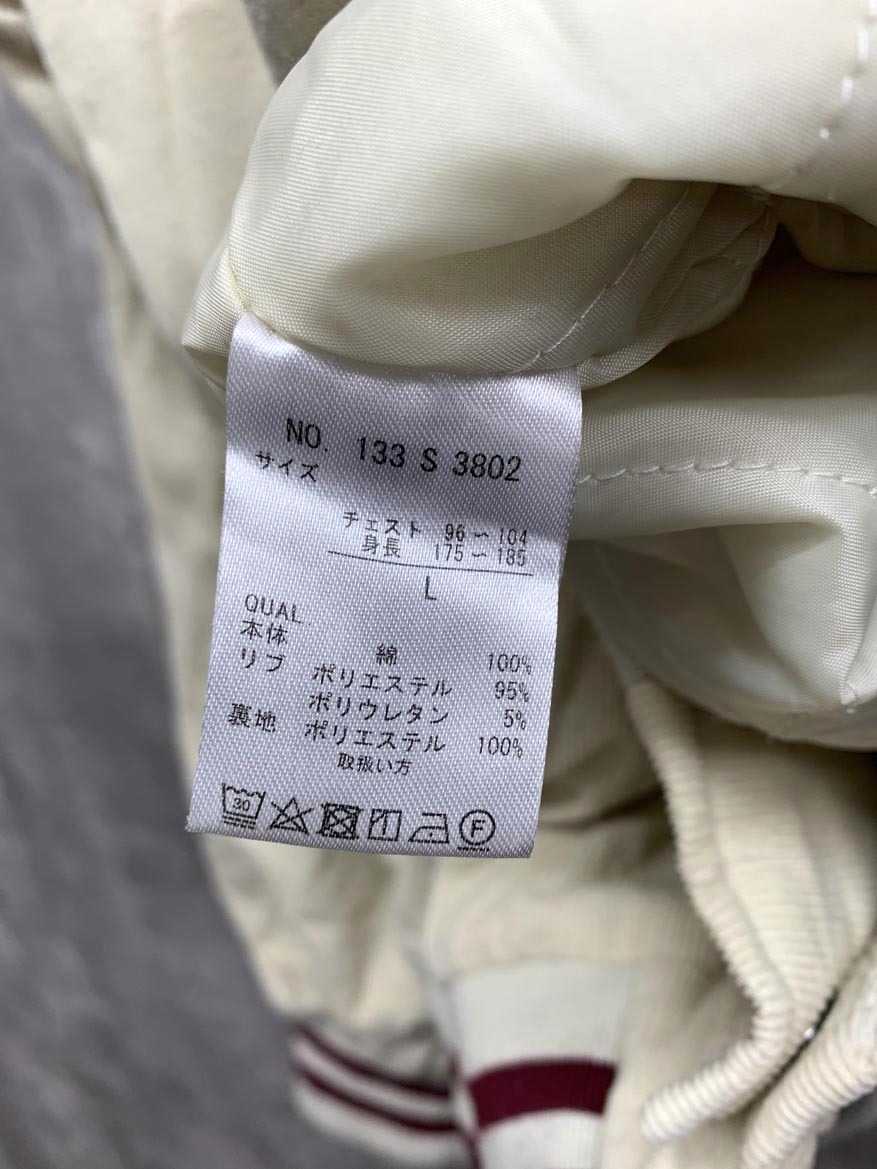 NO. 133 S 3802
サイズ
チェスト 96～104
身長 175～185
L
QUAL.
本体 綿 100%
リブ ポリエステル 95%
ポリウレタン 5%
裏地 ポリエステル 100%
取扱い方
30 F